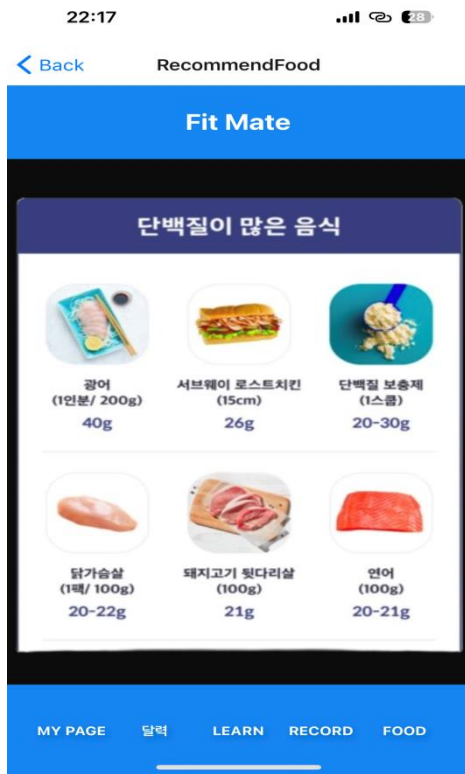 22:17
28
Back
RecommendFood
Fit Mate
단백질이 많은 음식
광어
(1인분/ 200g)
40g
서브웨이 로스트치킨
(15cm)
26g
단백질 보충제
(1스쿱)
20-30g
닭가슴살
(1팩/ 100g)
20-22g
돼지고기 뒷다리살
(100g)
21g
연어
(100g)
20-21g
MY PAGE
달력
LEARN
RECORD
FOOD